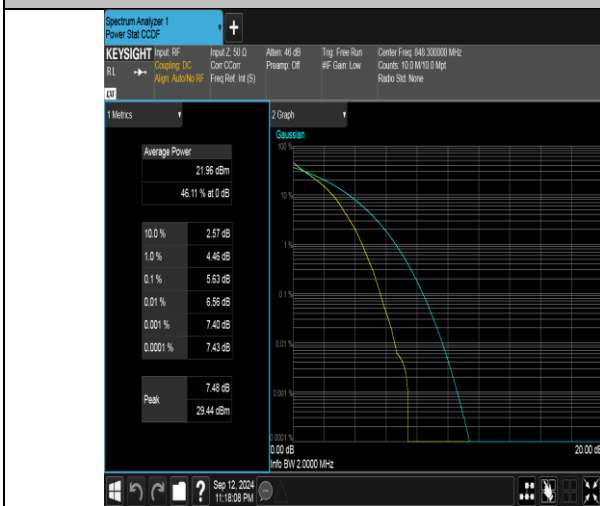 Spectrum Analyzer 1
Power Stat CCDF
+
KEYSIGHT
RL
LXI
Input: RF
Coupling: DC
Align: Auto/No RF
Input Z: 50 Ω
Corr CCorr
Freq Ref: Int (S)
Atten: 46 dB
Preamp: Off
Trig: Free Run
#IF Gain: Low
Center Freq: 848.300000 MHz
Counts: 10.0 M/10.0 Mpt
Radio Std: None
1 Metrics
Average Power
21.96 dBm
46.11 % at 0 dB
10.0 % 2.57 dB
1.0 % 4.46 dB
0.1 % 5.63 dB
0.01 % 6.56 dB
0.001 % 7.40 dB
0.0001 % 7.43 dB
Peak
7.48 dB
29.44 dBm
2 Graph
Gaussian
100 %
10 %
1 %
0.1 %
0.01 %
0.001 %
0.0001 %
0.00 dB
20.00 dB
Info BW 2.0000 MHz
?
Sep 12, 2024
11:18:08 PM